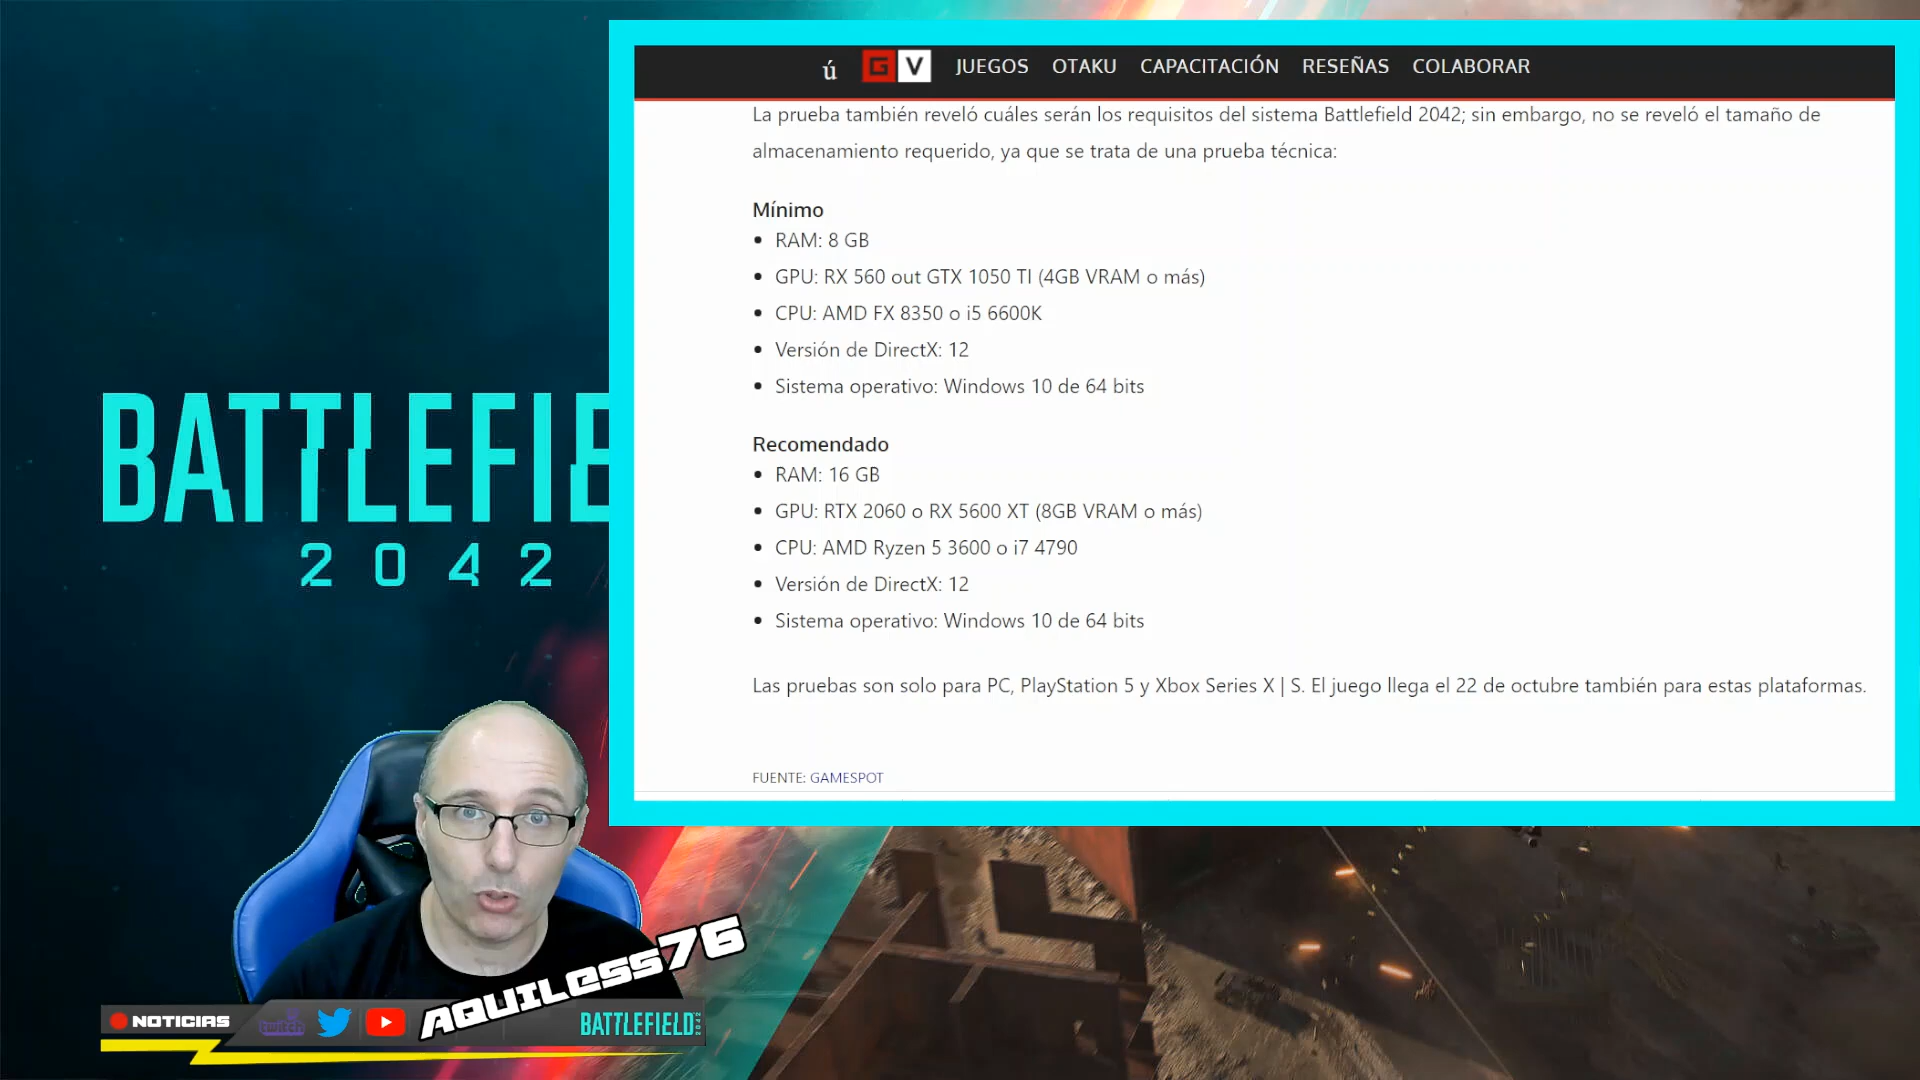 ú GV JUEGOS OTAKU CAPACITACIÓN RESEÑAS COLABORAR
La prueba también reveló cuáles serán los requisitos del sistema Battlefield 2042; sin embargo, no se reveló el tamaño de
almacenamiento requerido, ya que se trata de una prueba técnica:
Mínimo
• RAM: 8 GB
• GPU: RX 560 out GTX 1050 TI (4GB VRAM o más)
• CPU: AMD FX 8350 o i5 6600K
• Versión de DirectX: 12
• Sistema operativo: Windows 10 de 64 bits
Recomendado
• RAM: 16 GB
• GPU: RTX 2060 o RX 5600 XT (8GB VRAM o más)
• CPU: AMD Ryzen 5 3600 o i7 4790
• Versión de DirectX: 12
• Sistema operativo: Windows 10 de 64 bits
Las pruebas son solo para PC, PlayStation 5 y Xbox Series X | S. El juego llega el 22 de octubre también para estas plataformas.
FUENTE: GAMESPOT
BATTLEFIE
2042
AQUILESS76
NOTICIAS twitch BATTLEFIELD 2042